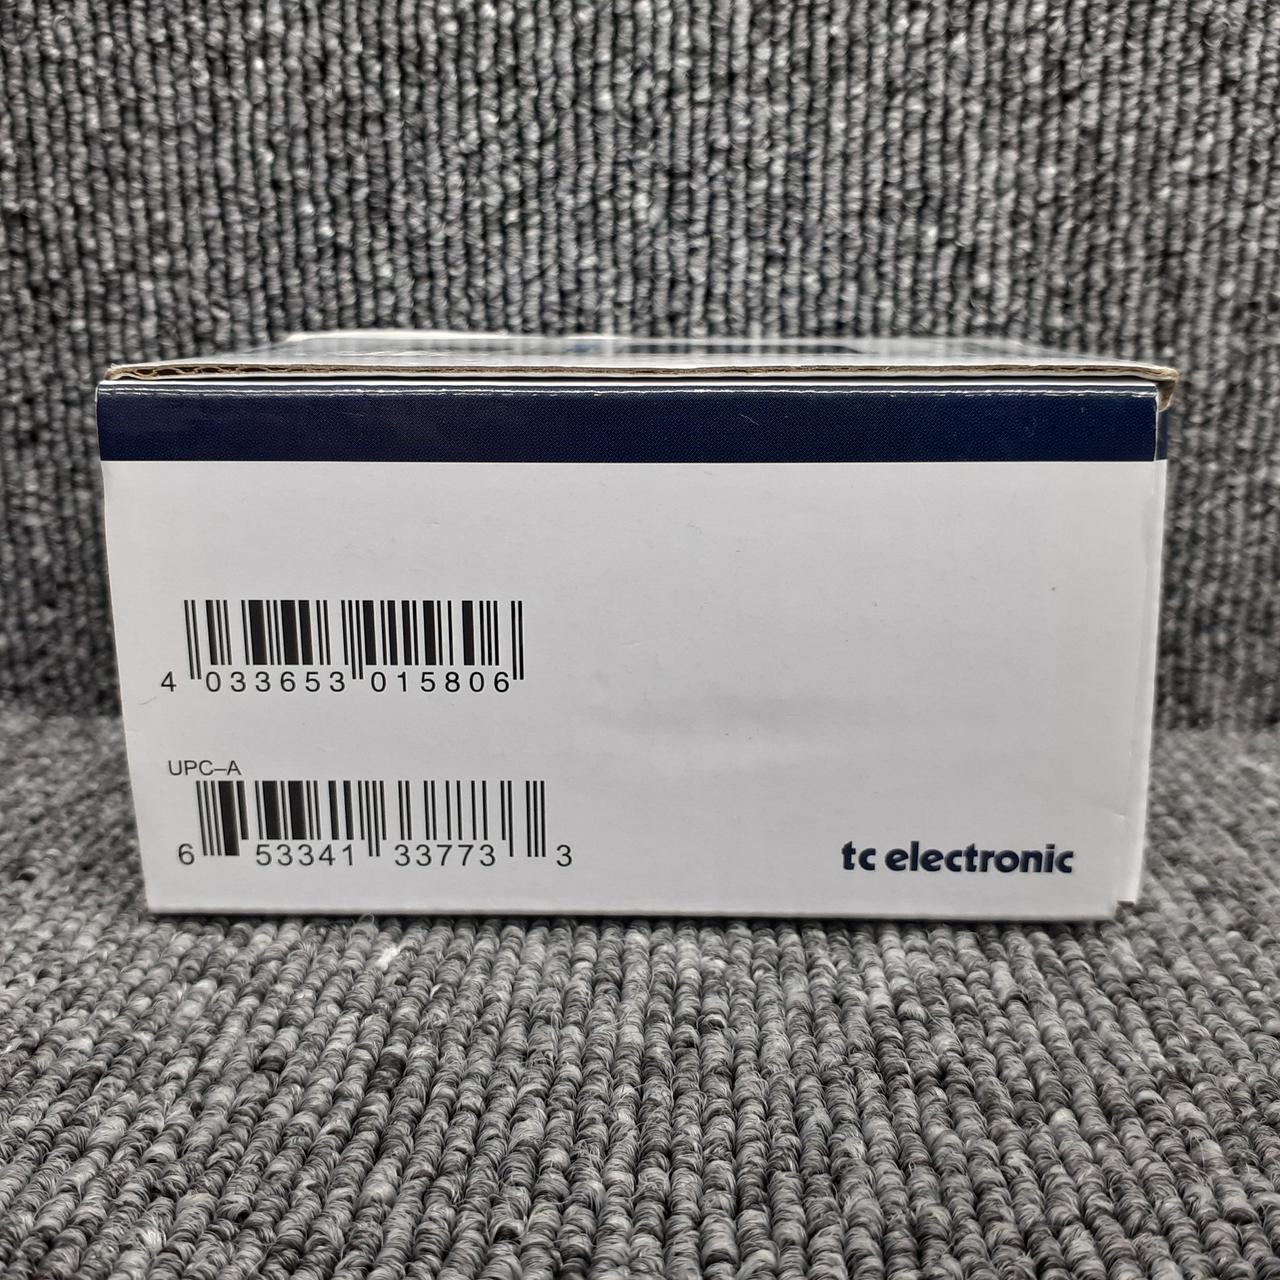 4 033653 015806
UPC–A
6 53341 33773 3
tc electronic